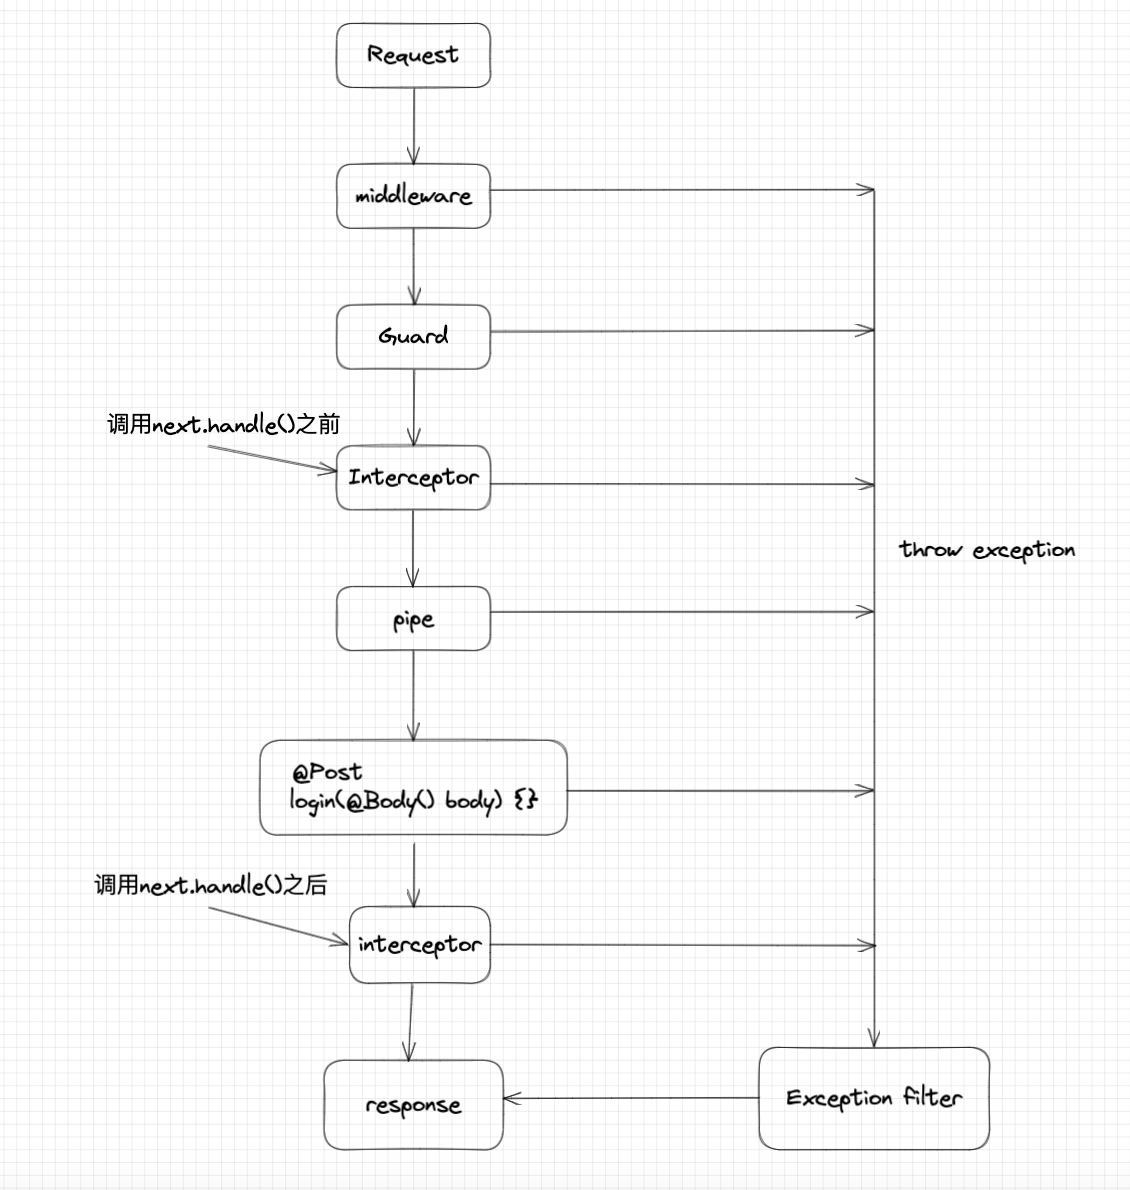 Request
middleware
Guard
调用next.handle()之前
Interceptor
throw exception
pipe
@Post
login(@Body() body) {}
调用next.handle()之后
interceptor
response
Exception filter